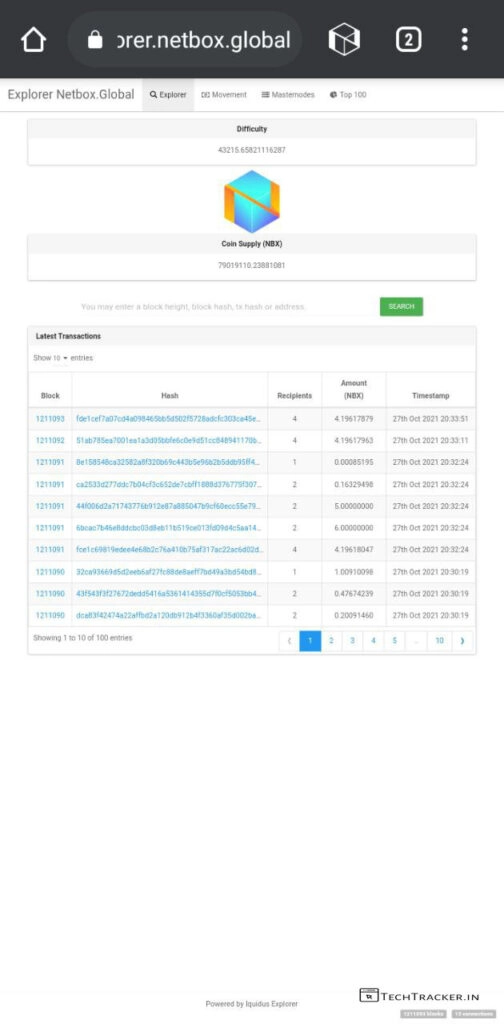 orer.netbox.global
2
Explorer Netbox.Global Explorer Movement Masternodes Top 100
Difficulty
43215.65821116287
Coin Supply (NBX)
79019110.23881081
You may enter a block height, block hash, tx hash or address.
SEARCH
Latest Transactions
Show 10 entries
Block Hash Recipients Amount (NBX) Timestamp
1211093 fde1cef7a07cd4a098465bb5d502f5728adcfc303ca45e... 4 4.19617879 27th Oct 2021 20:33:51
1211092 51ab785ea7001ea1a3d05bbfe6c0e9d51cc848941170b... 4 4.19617963 27th Oct 2021 20:33:11
1211091 8e158548ca32582a8f320b69c443b5e96b2b5ddb95ff4... 1 0.00085195 27th Oct 2021 20:32:24
1211091 ca2533d277ddc7b04cf3c652de7cbff1888d376775f307... 2 0.16329498 27th Oct 2021 20:32:24
1211091 44f006d2a71743776b912e87a885047b9cf60ecc55e79... 2 5.00000000 27th Oct 2021 20:32:24
1211091 6bcac7b46e8ddcbc03d8eb11b519ce013fd09d4c5aa14... 2 6.00000000 27th Oct 2021 20:32:24
1211091 fce1c69819edee4e68b2c76a410b75af317ac22ac6d02d... 4 4.19618047 27th Oct 2021 20:32:24
1211090 32ca93669d5d2eeb6af27fc88de8aeff7bd49a3bd54bd8... 1 1.00910098 27th Oct 2021 20:30:19
1211090 43f543f3f27672dedd5416a5361414355d7f0cf5053bb4... 2 0.47674239 27th Oct 2021 20:30:19
1211090 dca83f42474a22affbd2a120db912b4f3360af35d002ba... 2 0.20091460 27th Oct 2021 20:30:19
Showing 1 to 10 of 100 entries
1 2 3 4 5 ... 10
TECHTRACKER.IN
Powered by Iquidus Explorer
1211093 blocks